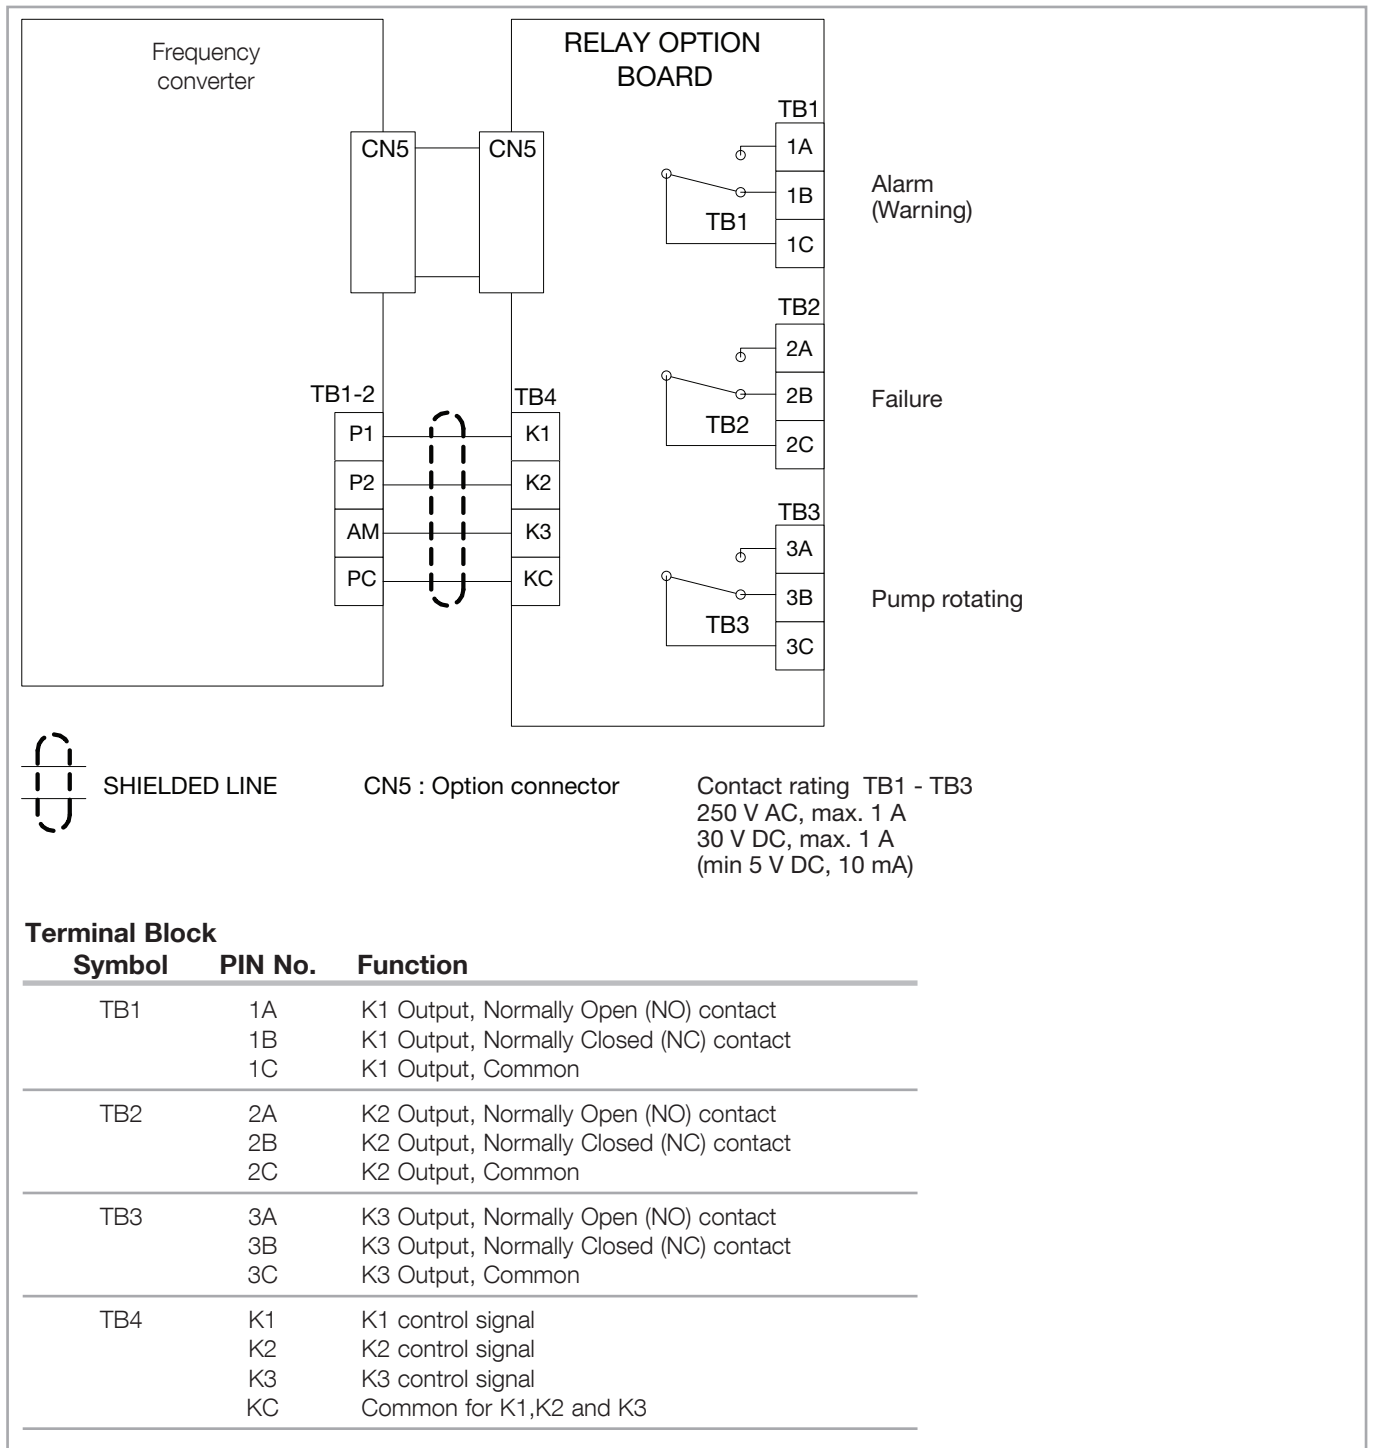 Frequency
converter
RELAY OPTION
BOARD
CN5
CN5
TB1
1A
1B
1C
TB1
Alarm
(Warning)
TB2
2A
2B
2C
TB2
Failure
TB1-2
P1
P2
AM
PC
TB4
K1
K2
K3
KC
TB3
3A
3B
3C
TB3
Pump rotating
SHIELDED LINE
CN5 : Option connector
Contact rating TB1 - TB3
250 V AC, max. 1 A
30 V DC, max. 1 A
(min 5 V DC, 10 mA)
Terminal Block
Symbol PIN No. Function
TB1 1A K1 Output, Normally Open (NO) contact
1B K1 Output, Normally Closed (NC) contact
1C K1 Output, Common
TB2 2A K2 Output, Normally Open (NO) contact
2B K2 Output, Normally Closed (NC) contact
2C K2 Output, Common
TB3 3A K3 Output, Normally Open (NO) contact
3B K3 Output, Normally Closed (NC) contact
3C K3 Output, Common
TB4 K1 K1 control signal
K2 K2 control signal
K3 K3 control signal
KC Common for K1,K2 and K3